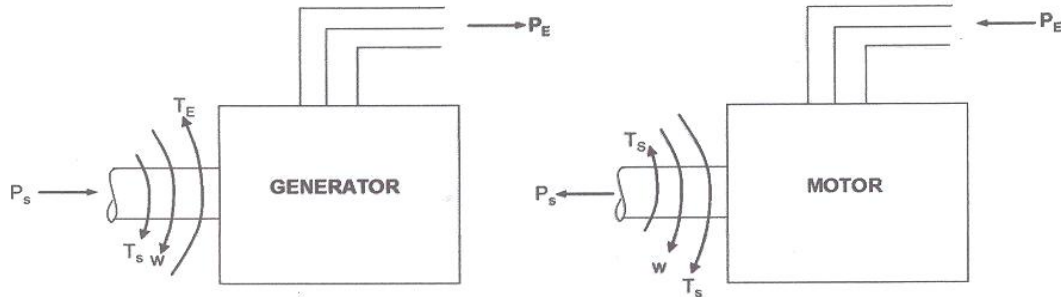 P_E
T_E
P_s
GENERATOR
T_s
w
P_E
T_S
P_s
MOTOR
w
T_s